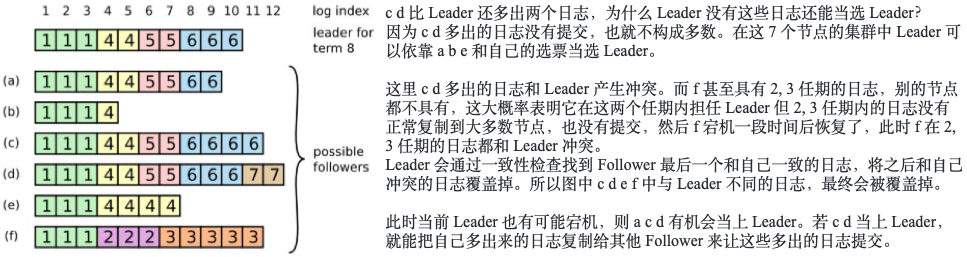 1 2 3 4 5 6 7 8 9 10 11 12 log index
1 1 1 4 4 5 5 6 6 6 leader for term 8
(a) 1 1 1 4 4 5 5 6 6
(b) 1 1 1 4
(c) 1 1 1 4 4 5 5 6 6 6 6
(d) 1 1 1 4 4 5 5 6 6 6 7 7
(e) 1 1 1 4 4 4 4
(f) 1 1 1 2 2 2 3 3 3 3 3
possible
followers
c d 比 Leader 还多出两个日志，为什么 Leader 没有这些日志还能当选 Leader?
因为 c d 多出的日志没有提交，也就不构成多数。在这 7 个节点的集群中 Leader 可
以依靠 a b e 和自己的选票当选 Leader。
这里 c d 多出的日志和 Leader 产生冲突。而 f 甚至具有 2, 3 任期的日志，别的节点
都不具有，这大概率表明它在这两个任期内担任 Leader 但 2, 3 任期内的日志没有
正常复制到大多数节点，也没有提交，然后 f 宕机一段时间后恢复了，此时 f 在 2,
3 任期的日志都和 Leader 冲突。
Leader 会通过一致性检查找到 Follower 最后一个和自己一致的日志，将之后和自己
冲突的日志覆盖掉。所以图中 c d e f 中与 Leader 不同的日志，最终会被覆盖掉。
此时当前 Leader 也有可能宕机，则 a c d 有机会当上 Leader。若 c d 当上 Leader，
就能把自己多出来的日志复制给其他 Follower 来让这些多出的日志提交。